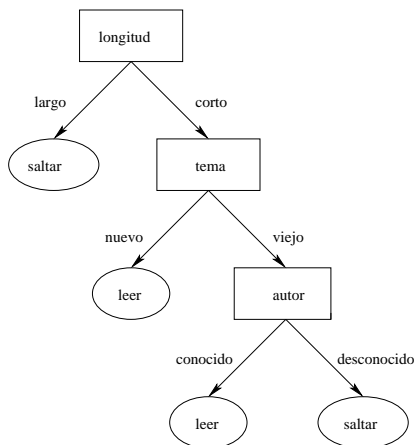 longitud
largo
corto
saltar
tema
nuevo
viejo
leer
autor
conocido
desconocido
leer
saltar